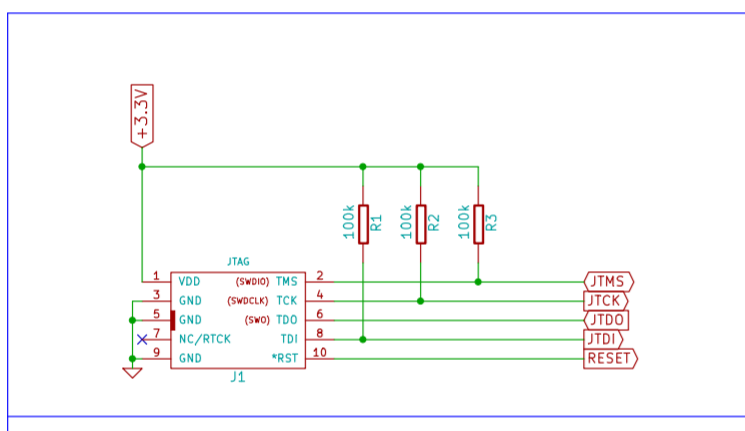 +3.3V
100k
R1
100k
R2
100k
R3
JTAG
1 VDD (SWDIO) TMS 2 JTMS
3 GND (SWDCLK) TCK 4 JTCK
5 GND (SWO) TDO 6 JTDO
7 NC/RTCK TDI 8 JTDI
9 GND *RST 10 RESET
J1